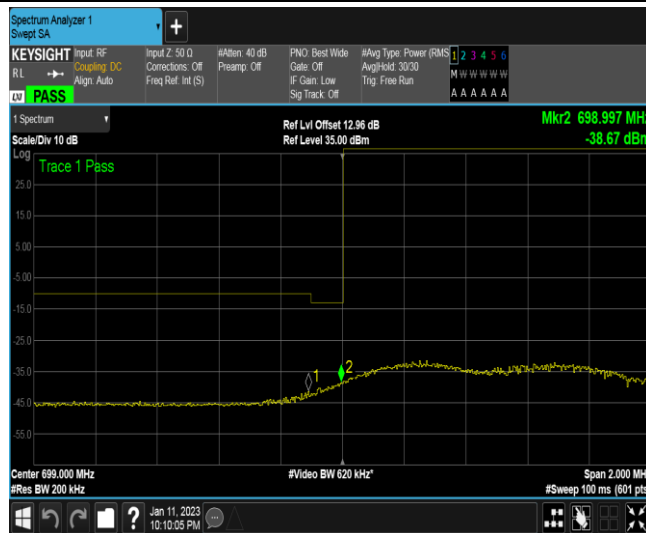 Spectrum Analyzer 1
Swept SA
+
KEYSIGHT
RL
LXI PASS
Input: RF
Coupling: DC
Align: Auto
Input Z: 50 Ω
Corrections: Off
Freq Ref: Int (S)
#Atten: 40 dB
Preamp: Off
PNO: Best Wide
Gate: Off
IF Gain: Low
Sig Track: Off
#Avg Type: Power (RMS
Avg|Hold: 30/30
Trig: Free Run
1 2 3 4 5 6
M W W W W W
A A A A A A
1 Spectrum
Scale/Div 10 dB
Ref Lvl Offset 12.96 dB
Ref Level 35.00 dBm
Mkr2 698.997 MHz
-38.67 dBm
Log
Trace 1 Pass
25.0
15.0
5.00
-5.00
-15.0
-25.0
-35.0
-45.0
-55.0
1
2
Center 699.000 MHz
#Res BW 200 kHz
#Video BW 620 kHz*
Span 2.000 MH
#Sweep 100 ms (601 pts
?
Jan 11, 2023
10:10:05 PM